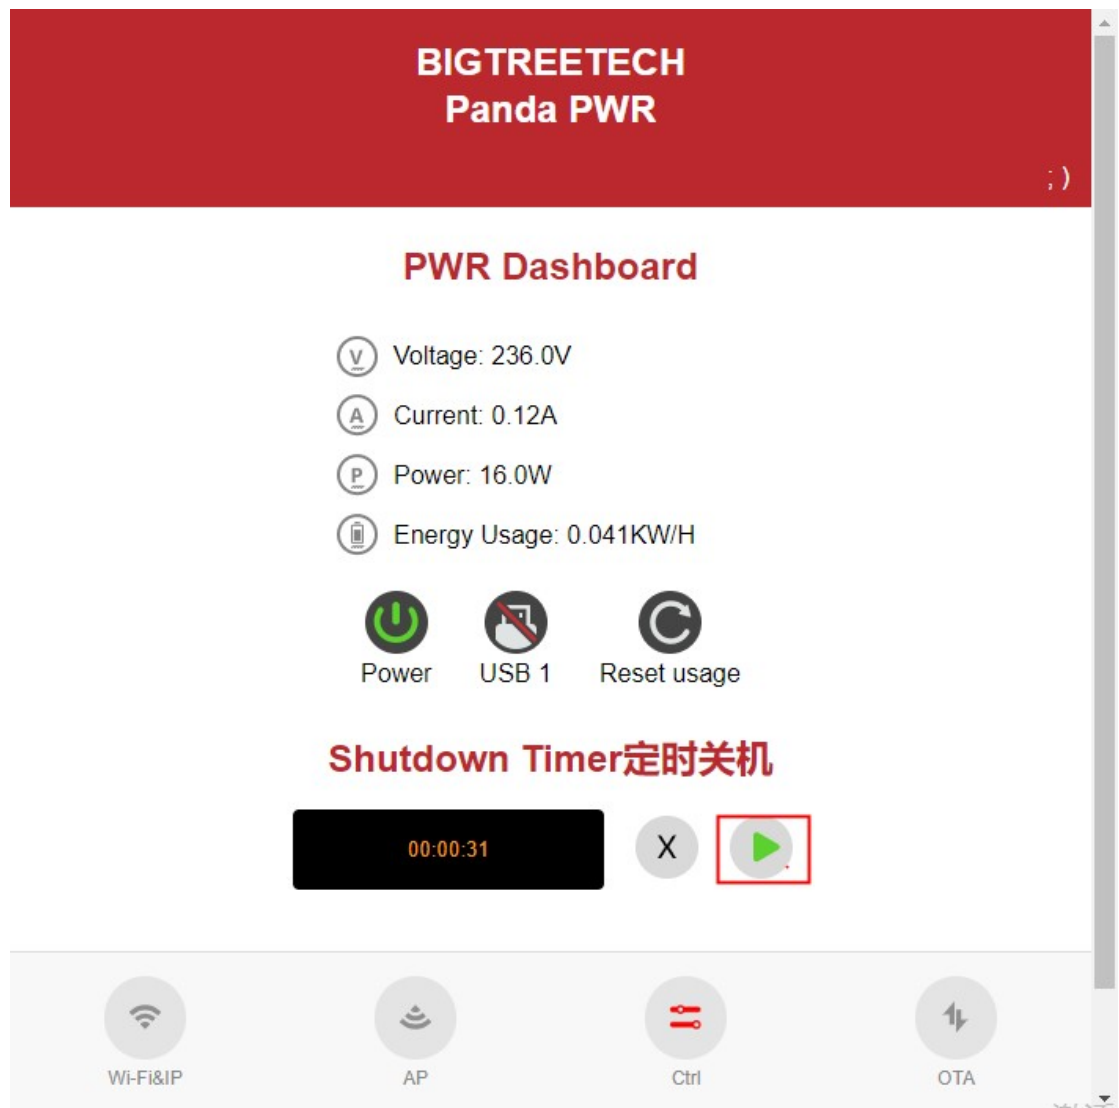 BIGTREETECH
Panda PWR
; )
PWR Dashboard
V Voltage: 236.0V
A Current: 0.12A
P Power: 16.0W
Energy Usage: 0.041KW/H
Power USB 1 Reset usage
Shutdown Timer定时关机
00:00:31 X
Wi-Fi&IP AP Ctrl OTA